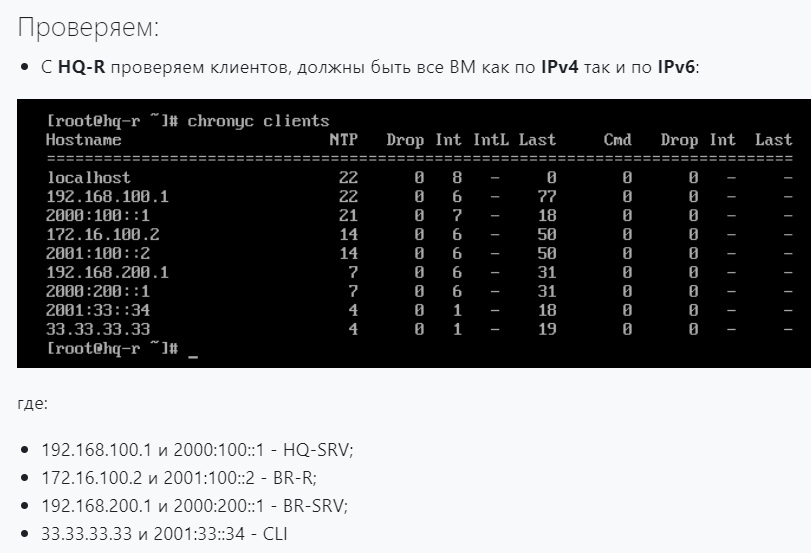 Проверяем:
С HQ-R проверяем клиентов, должны быть все ВМ как по IPv4 так и по IPv6:
[root@hq-r ~]# chronyc clients
Hostname                      NTP   Drop Int IntL Last     Cmd   Drop Int  Last
===============================================================================
localhost                      22      0   8   -     0       0      0   -     -
192.168.100.1                  22      0   6   -    77       0      0   -     -
2000:100::1                    21      0   7   -    18       0      0   -     -
172.16.100.2                   14      0   6   -    50       0      0   -     -
2001:100::2                    14      0   6   -    50       0      0   -     -
192.168.200.1                   7      0   6   -    31       0      0   -     -
2000:200::1                     7      0   6   -    31       0      0   -     -
2001:33::34                     4      0   1   -    18       0      0   -     -
33.33.33.33                     4      0   1   -    19       0      0   -     -
[root@hq-r ~]# _
где:
192.168.100.1 и 2000:100::1 - HQ-SRV;
172.16.100.2 и 2001:100::2 - BR-R;
192.168.200.1 и 2000:200::1 - BR-SRV;
33.33.33.33 и 2001:33::34 - CLI